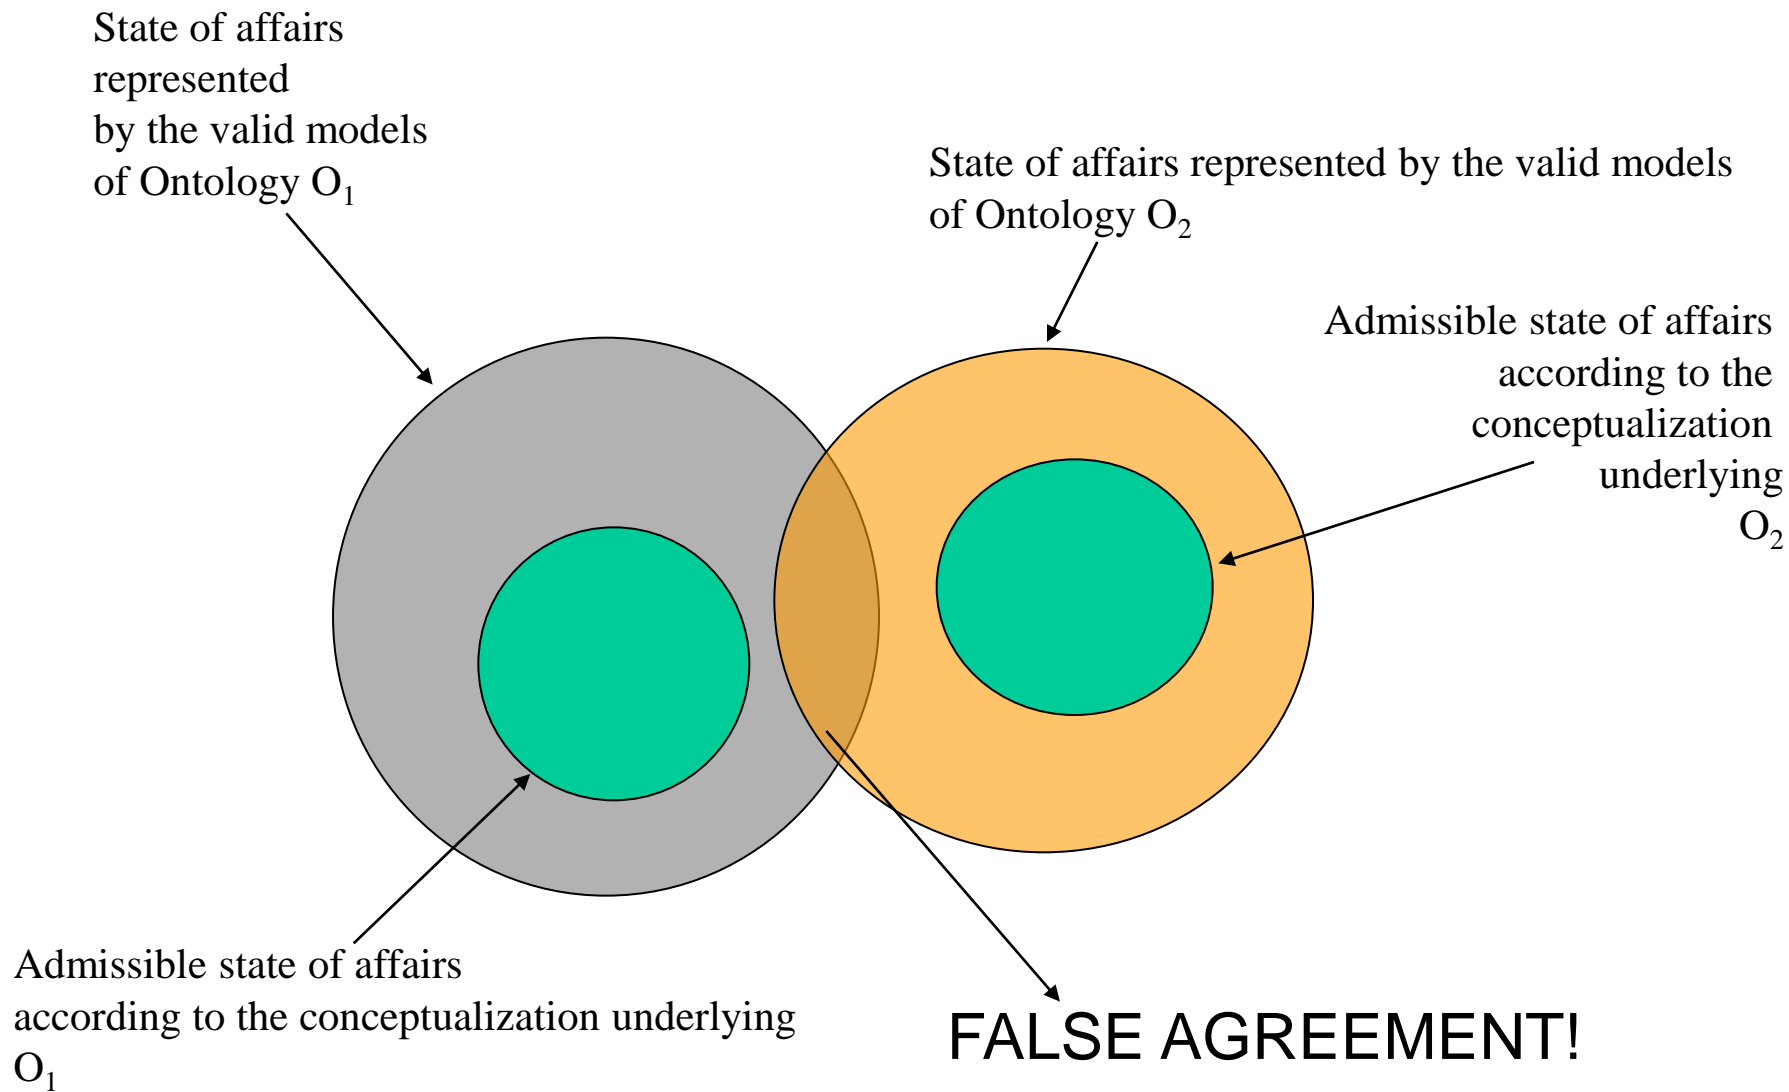 State of affairs
represented
by the valid models
of Ontology O₁
State of affairs represented by the valid models
of Ontology O₂
Admissible state of affairs
according to the
conceptualization
underlying
O₂
Admissible state of affairs
according to the conceptualization underlying
O₁
FALSE AGREEMENT!